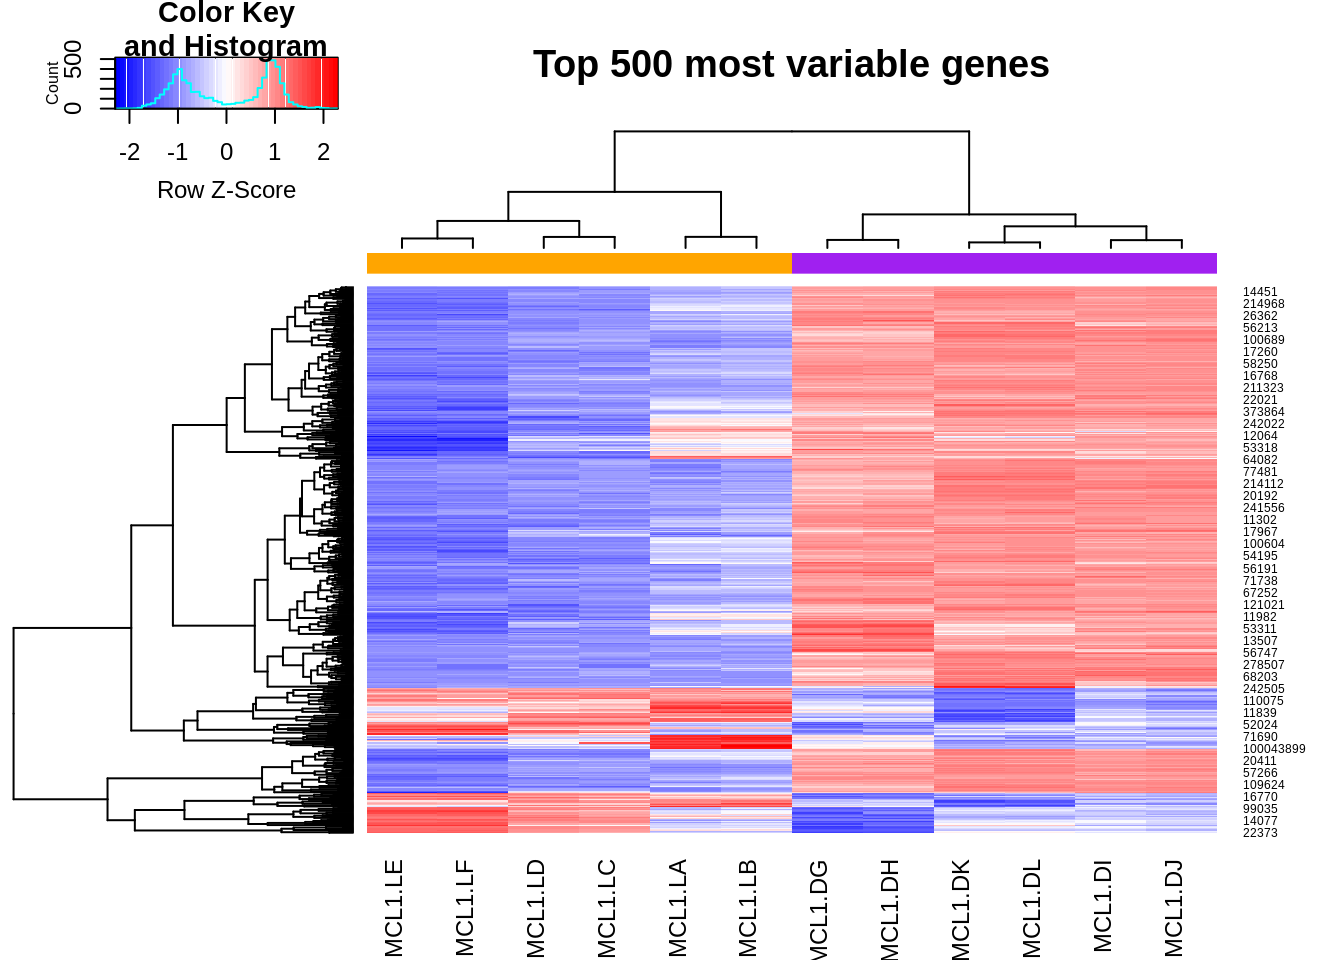 Color Key
and Histogram
Count
0
500
-2 -1 0 1 2
Row Z-Score
Top 500 most variable genes
14451
214968
26362
56213
100689
17260
58250
16768
211323
22021
373864
242022
12064
53318
64082
77481
214112
20192
241556
11302
17967
100604
54195
56191
71738
67252
121021
11982
53311
13507
56747
278507
68203
242505
110075
11839
52024
71690
100043899
20411
57266
109624
16770
99035
14077
22373
MCL1.LE
MCL1.LF
MCL1.LD
MCL1.LC
MCL1.LA
MCL1.LB
MCL1.DG
MCL1.DH
MCL1.DK
MCL1.DL
MCL1.DI
MCL1.DJ